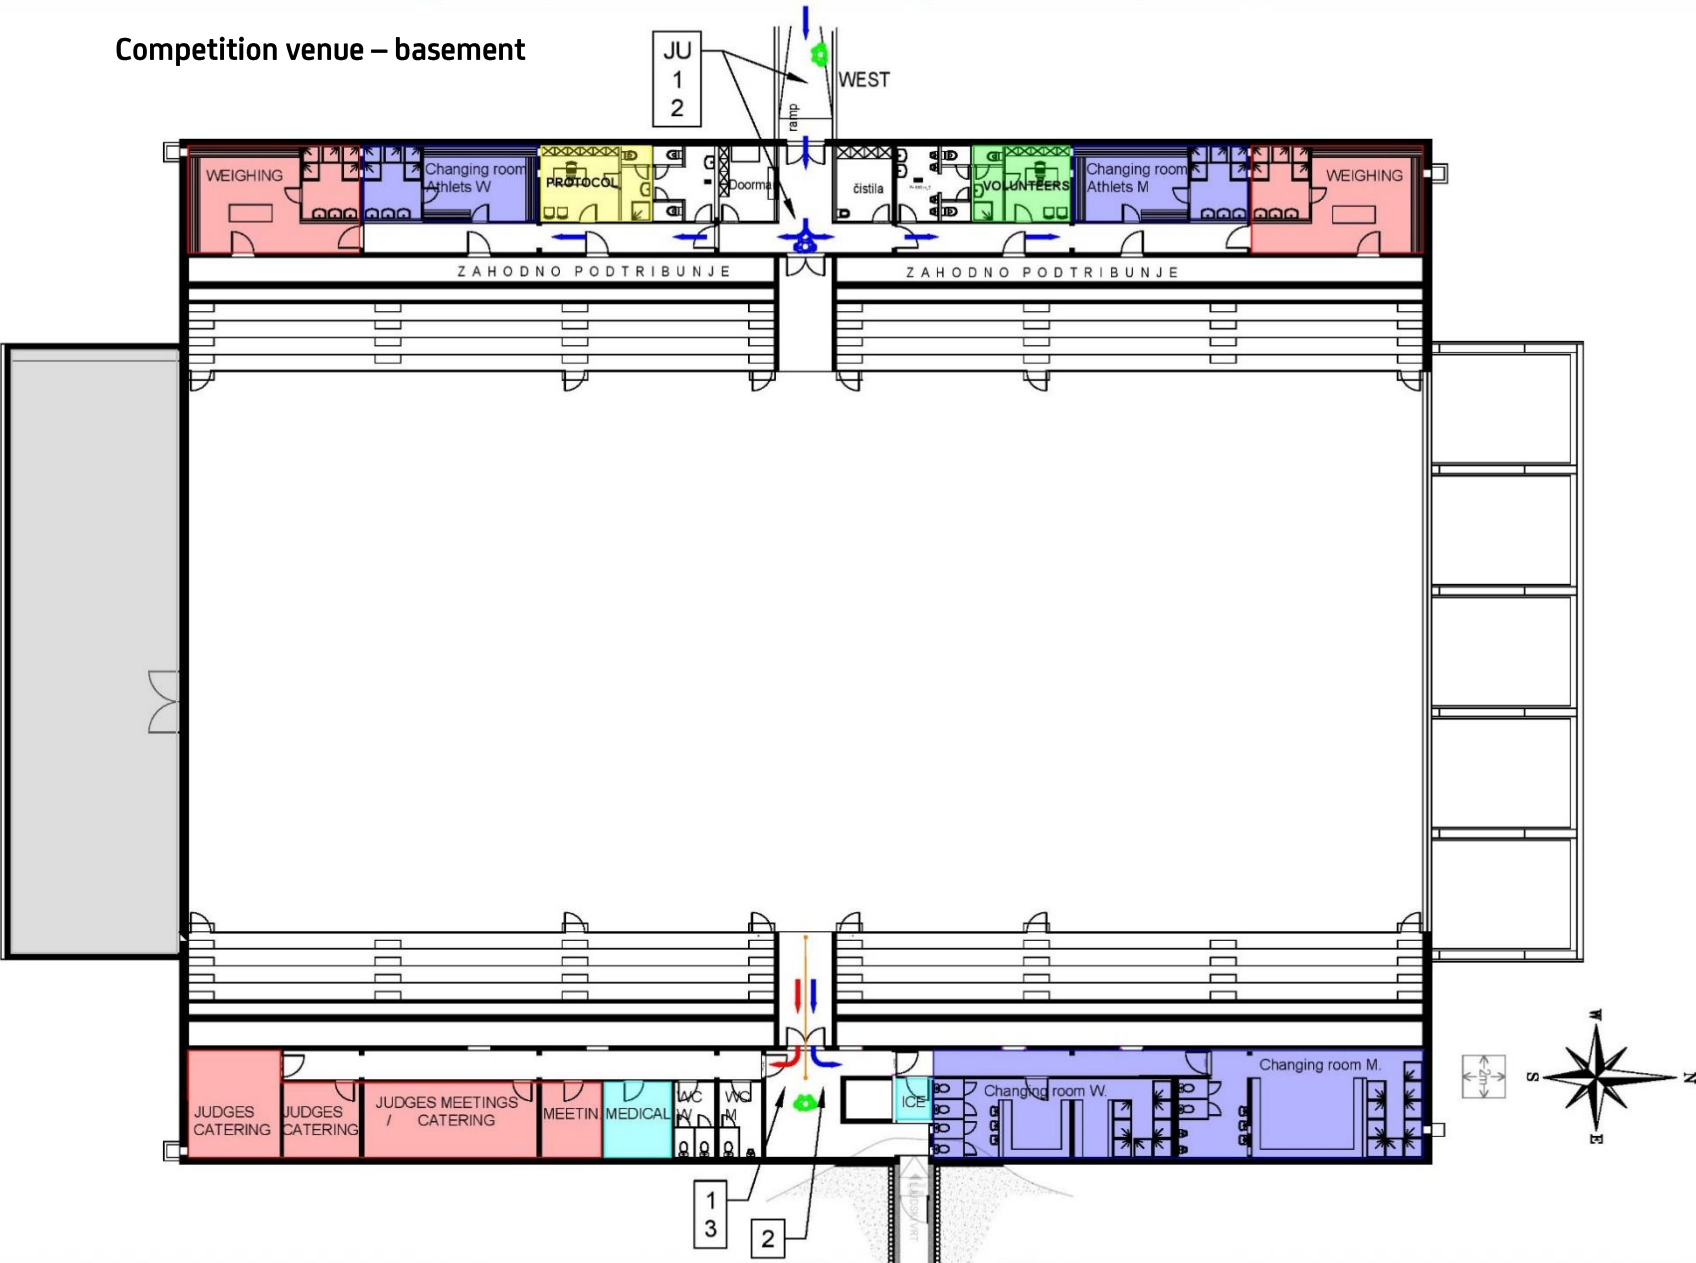 Competition venue – basement
JU
1
2
WEST
ramp
WEIGHING
Changing room
Athlets W
PROTOCOL
Doorma
čistila
VOLUNTEERS
Changing room
Athlets M
WEIGHING
ZAHODNO PODTRIBUNJE
ZAHODNO PODTRIBUNJE
JUDGES
CATERING
JUDGES
CATERING
JUDGES MEETINGS
/ CATERING
MEETIN
MEDICAL
WC
W
WC
M
ICE
Changing room W.
Changing room M.
1
3
2
2m
W
S
N
E